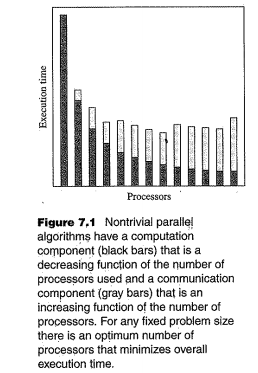 Execution time
Processors
Figure 7.1 Nontrivial parallel
algorithms have a computation
component (black bars) that is a
decreasing function of the number of
processors used and a communication
component (gray bars) that is an
increasing function of the number of
processors. For any fixed problem size
there is an optimum number of
processors that minimizes overall
execution time.